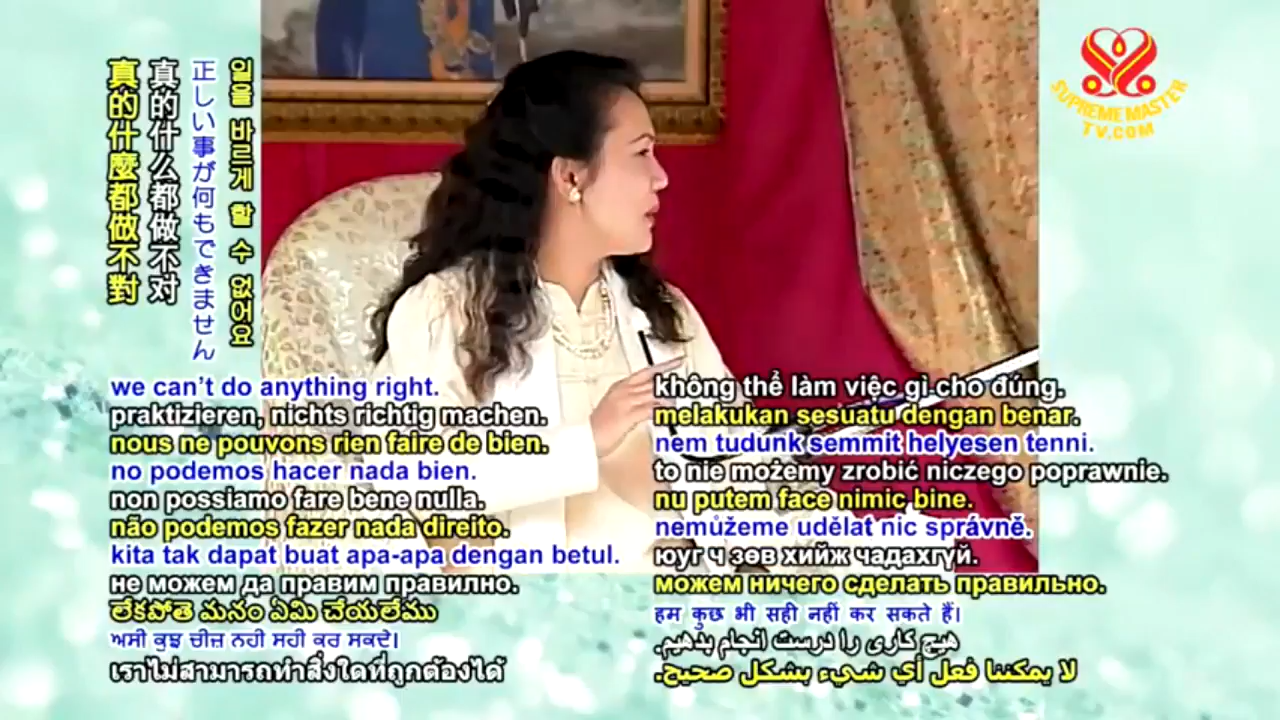 真的什麼都做不對
真的什么都做不对
正しい事が何もできません
일을 바르게 할 수 없어요
SUPREME MASTER
TV.COM
we can't do anything right.
praktizieren, nichts richtig machen.
nous ne pouvons rien faire de bien.
no podemos hacer nada bien.
non possiamo fare bene nulla.
não podemos fazer nada direito.
kita tak dapat buat apa-apa dengan betul.
не можем да правим правилно.
లేకపోతె మనం ఏమి చేయలేము
ਅਸੀ ਕੁਝ ਚੀਜ਼ ਨਹੀ ਸਹੀ ਕਰ ਸਕਦੇ।
เราไม่สามารถทำสิ่งใดที่ถูกต้องได้
không thể làm việc gì cho đúng.
melakukan sesuatu dengan benar.
nem tudunk semmit helyesen tenni.
to nie możemy zrobić niczego poprawnie.
nu putem face nimic bine.
nemůžeme udělat nic správně.
юуг ч зөв хийж чадахгүй.
можем ничего сделать правильно.
हम कुछ भी सही नहीं कर सकते हैं।
هیچ کاری را درست انجام بدهیم.
لا يمكننا فعل أي شيء بشكل صحيح.